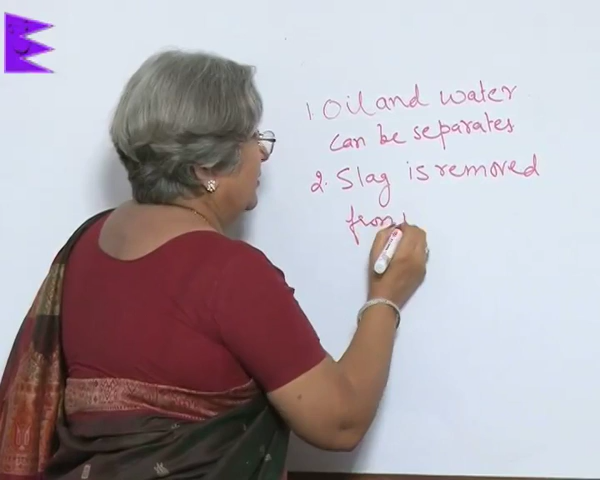 1. Oil and water
can be separates
2. Slag is removed
from